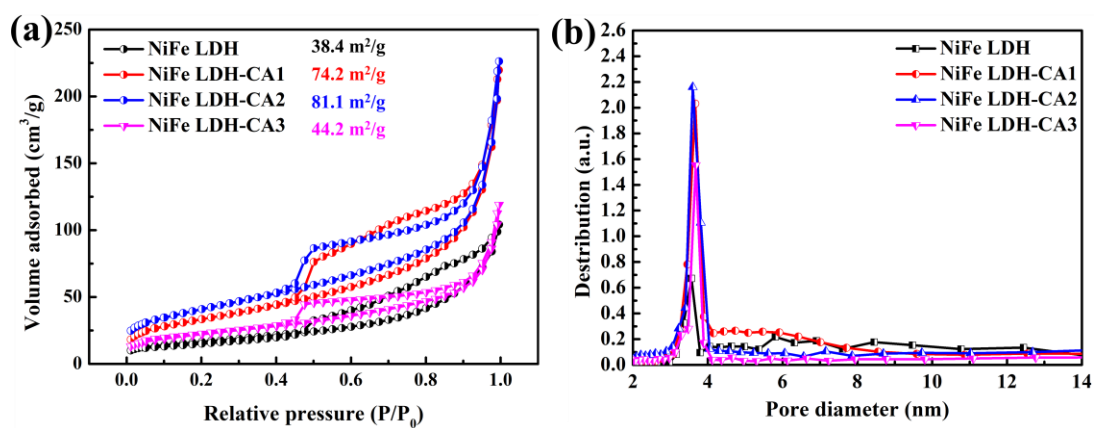 (a)
NiFe LDH 38.4 m²/g
NiFe LDH-CA1 74.2 m²/g
NiFe LDH-CA2 81.1 m²/g
NiFe LDH-CA3 44.2 m²/g
Volume adsorbed (cm³/g)
250
200
150
100
50
0
0.0 0.2 0.4 0.6 0.8 1.0
Relative pressure (P/P₀)
(b)
NiFe LDH
NiFe LDH-CA1
NiFe LDH-CA2
NiFe LDH-CA3
Destribution (a.u.)
2.6
2.4
2.2
2.0
1.8
1.6
1.4
1.2
1.0
0.8
0.6
0.4
0.2
0.0
2 4 6 8 10 12 14
Pore diameter (nm)